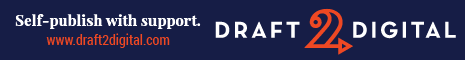 Self-publish with support.
www.draft2digital.com
DRAFT 2 DIGITAL